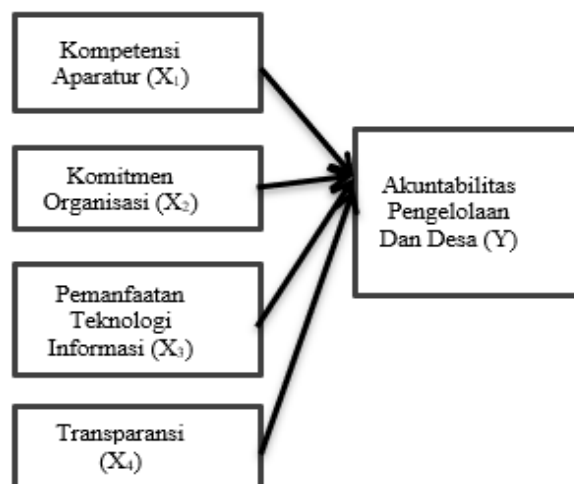 Kompetensi
Aparatur (X₁)
Komitmen
Organisasi (X₂)
Pemanfaatan
Teknologi
Informasi (X₃)
Transparansi
(X₄)
Akuntabilitas
Pengelolaan
Dan Desa (Y)